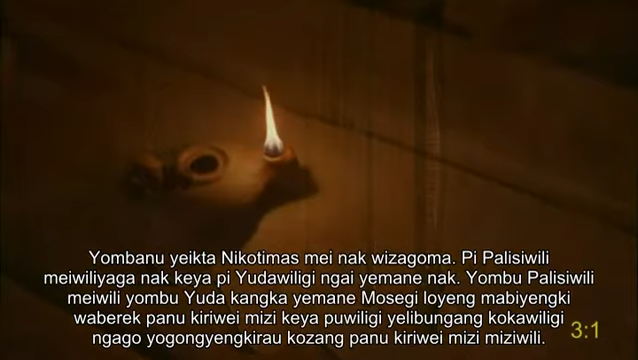 Yombanu yeikta Nikotimas mei nak wizagoma. Pi Palisiwili
meiwiliyaga nak keya pi Yudawiligi ngai yemane nak. Yombu Palisiwili
meiwili yombu Yuda kangka yemane Mosegi loyeng mabiyengki
waberek panu kiriwei mizi keya puwiligi yelibungang kokawiligi
ngago yogongyengkirau kozang panu kiriwei mizi miziwili.
3:1